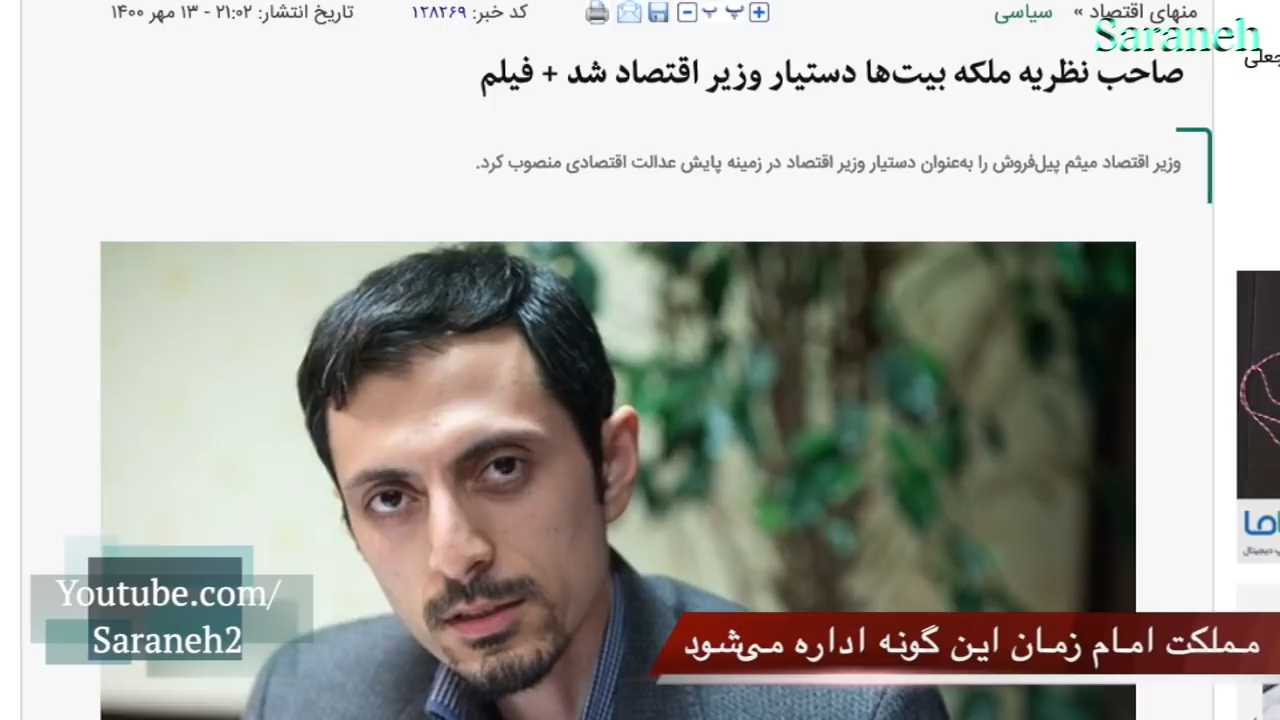 منهای اقتصاد » سیاسی
کد خبر: ۱۲۸۲۶۹
تاریخ انتشار: ۲۱:۰۲ - ۱۳ مهر ۱۴۰۰
Saraneh
جعلی
صاحب نظریه ملکه بیت‌ها دستیار وزیر اقتصاد شد + فیلم
وزیر اقتصاد میثم پیل‌فروش را به‌عنوان دستیار وزیر اقتصاد در زمینه پایش عدالت اقتصادی منصوب کرد.
Youtube.com/
Saraneh2
مملکت امام زمان این گونه اداره می‌شود